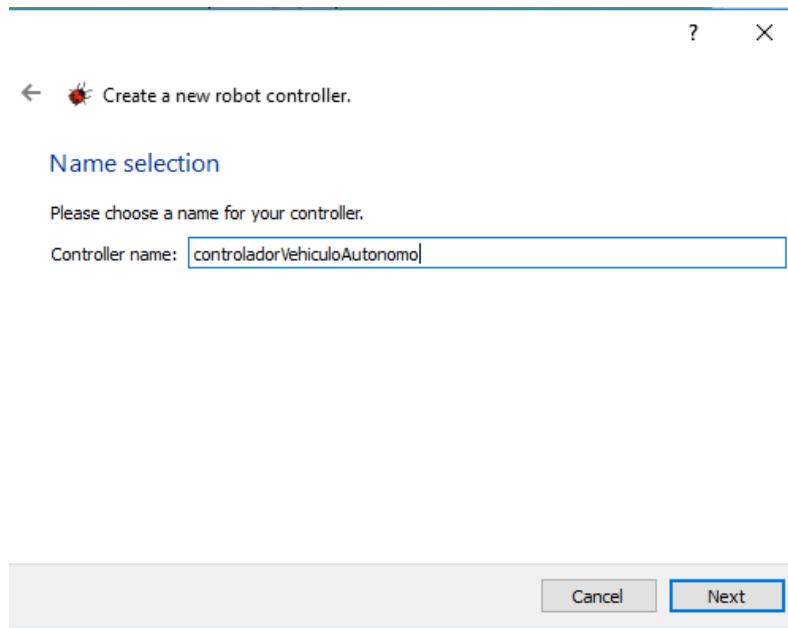 ?
Create a new robot controller.
Name selection
Please choose a name for your controller.
Controller name: controladorVehiculoAutonomo
Cancel Next